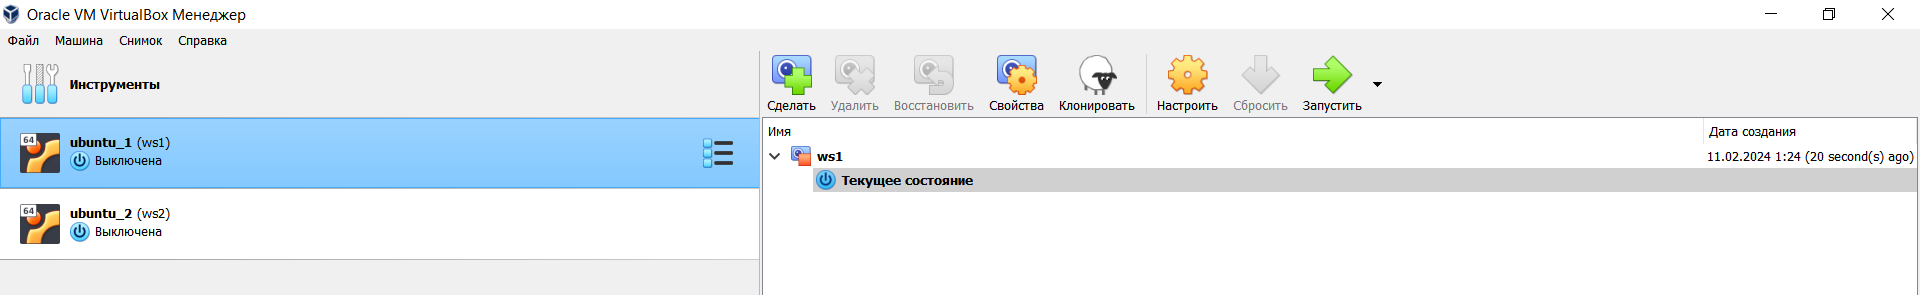 Oracle VM VirtualBox Менеджер
Файл Машина Снимок Справка
Инструменты
Сделать Удалить Восстановить Свойства Клонировать Настроить Сбросить Запустить
64
ubuntu_1 (ws1)
Выключена
64
ubuntu_2 (ws2)
Выключена
Имя Дата создания
ws1 11.02.2024 1:24 (20 second(s) ago)
Текущее состояние